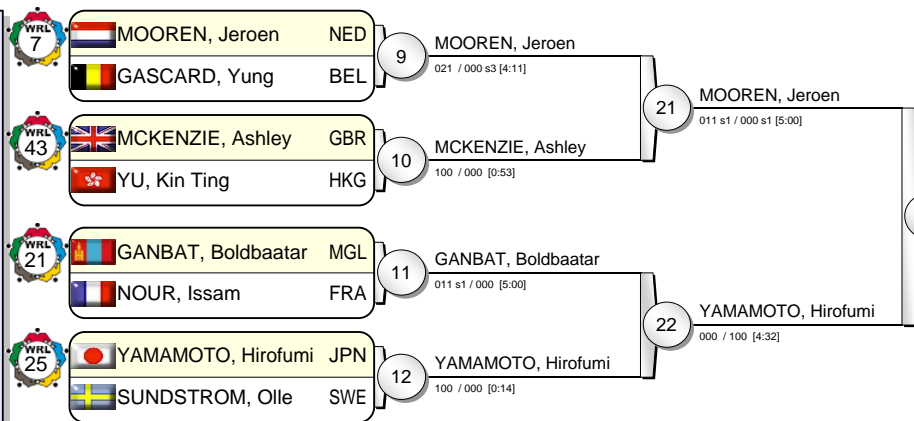 WRL
7
MOOREN, Jeroen NED
GASCARD, Yung BEL
9
MOOREN, Jeroen
021 / 000 s3 [4:11]
WRL
43
MCKENZIE, Ashley GBR
YU, Kin Ting HKG
10
MCKENZIE, Ashley
100 / 000 [0:53]
21
MOOREN, Jeroen
011 s1 / 000 s1 [5:00]
WRL
21
GANBAT, Boldbaatar MGL
NOUR, Issam FRA
11
GANBAT, Boldbaatar
011 s1 / 000 [5:00]
WRL
25
YAMAMOTO, Hirofumi JPN
SUNDSTROM, Olle SWE
12
YAMAMOTO, Hirofumi
100 / 000 [0:14]
22
YAMAMOTO, Hirofumi
000 / 100 [4:32]